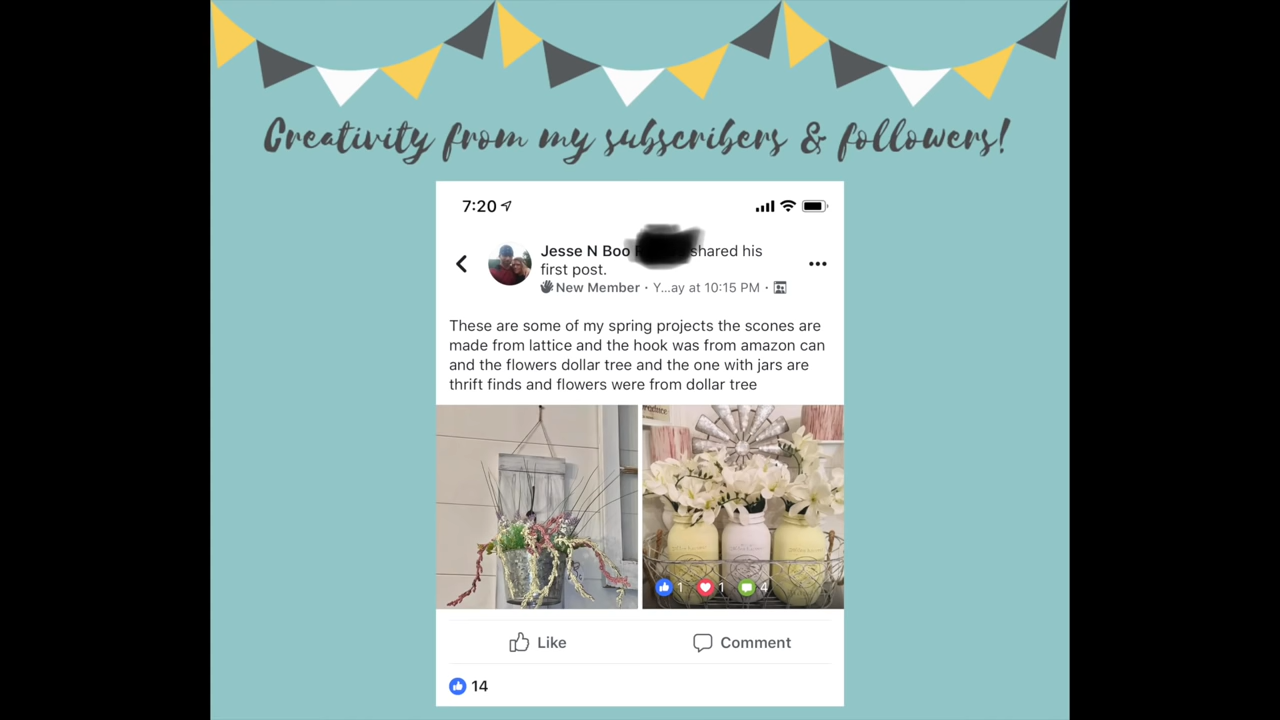 Creativity from my subscribers & followers!
7:20
Jesse N Boo shared his
first post.
New Member · Y...ay at 10:15 PM ·
These are some of my spring projects the scones are
made from lattice and the hook was from amazon can
and the flowers dollar tree and the one with jars are
thrift finds and flowers were from dollar tree
1 1 4
Like Comment
14